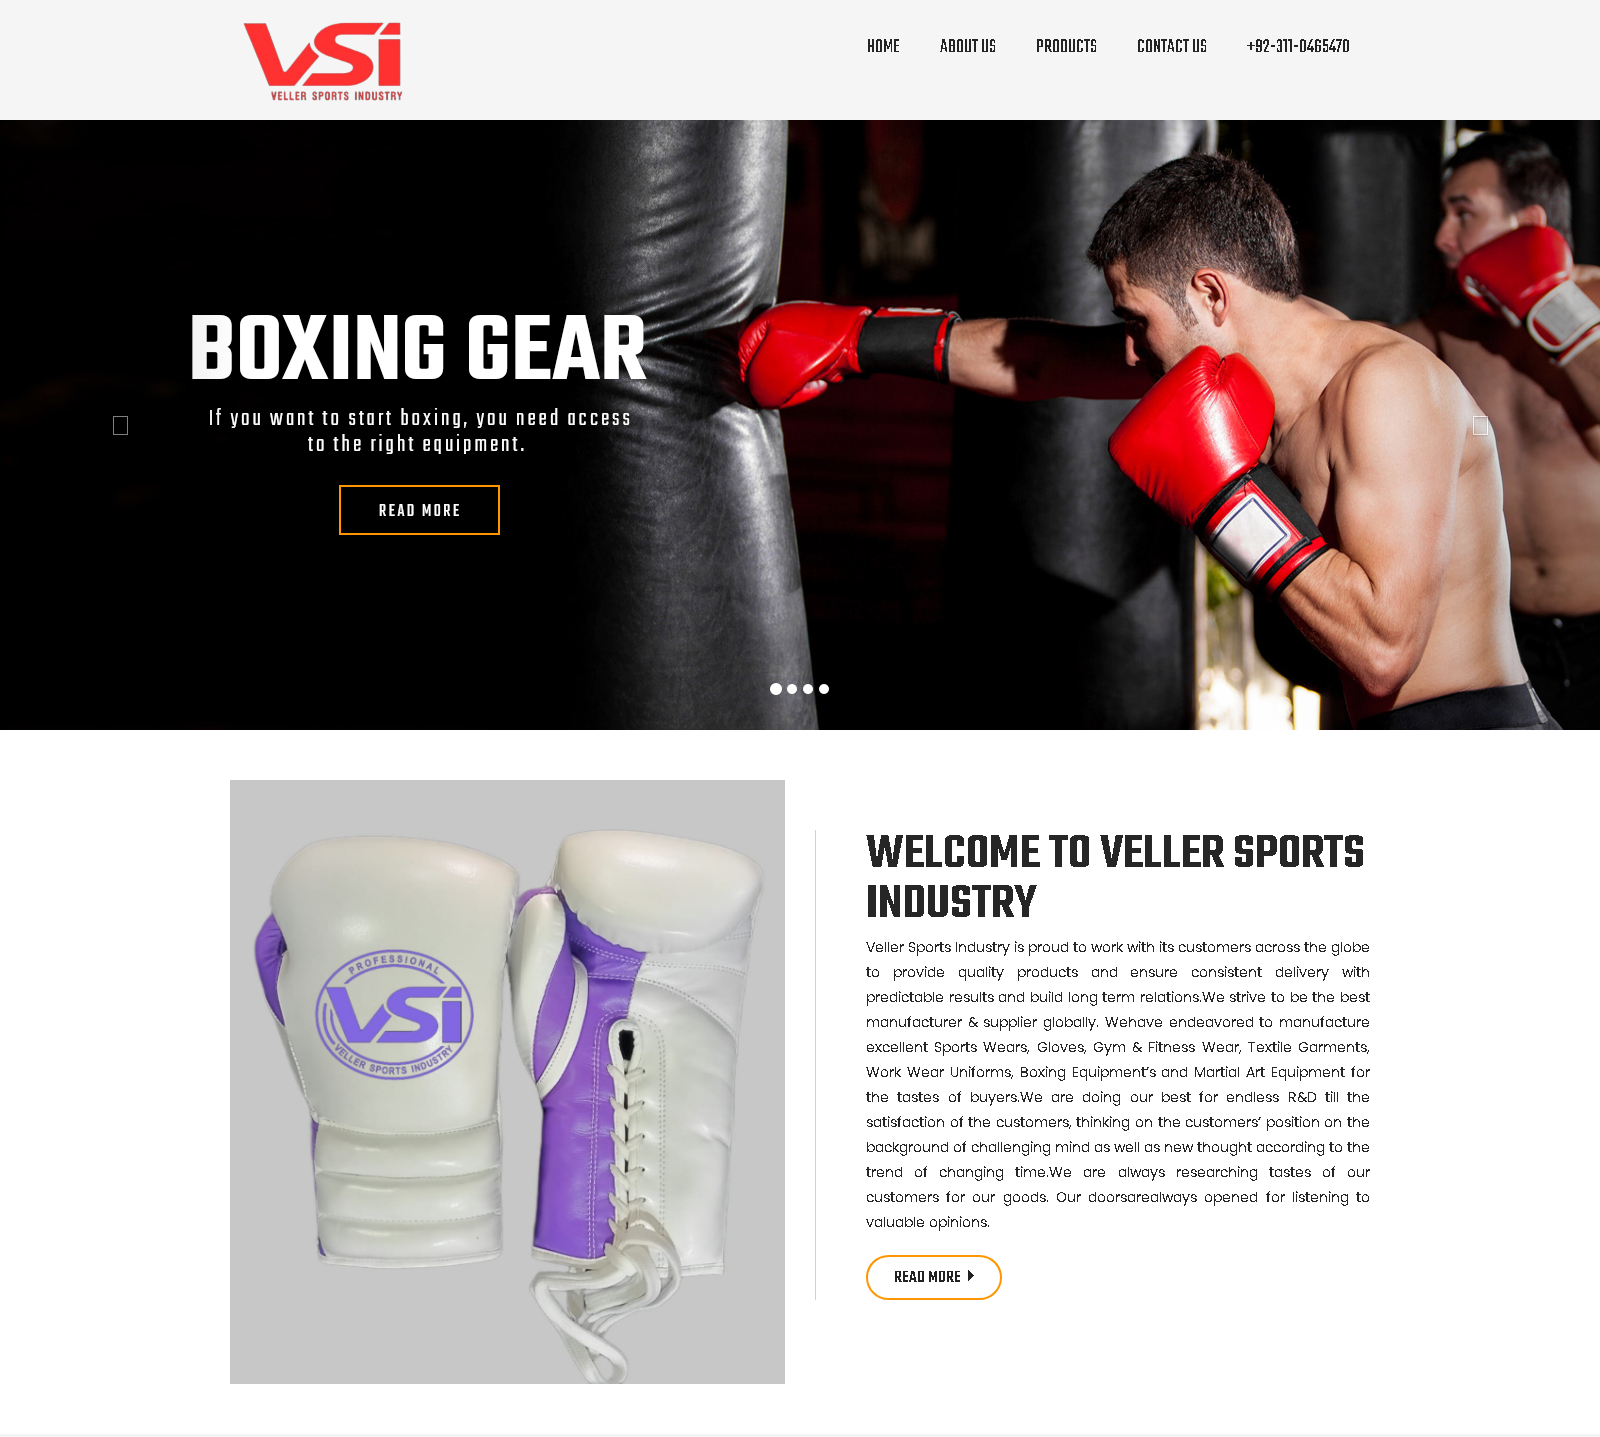 VSi
VELLER SPORTS INDUSTRY
HOME ABOUT US PRODUCTS CONTACT US +92-311-0465470
BOXING GEAR
If you want to start boxing, you need access
to the right equipment.
READ MORE
PROFESSIONAL
VSi
VELLER SPORTS INDUSTRY
WELCOME TO VELLER SPORTS
INDUSTRY
Veller Sports Industry is proud to work with its customers across the globe
to provide quality products and ensure consistent delivery with
predictable results and build long term relations.We strive to be the best
manufacturer & supplier globally. Wehave endeavored to manufacture
excellent Sports Wears, Gloves, Gym & Fitness Wear, Textile Garments,
Work Wear Uniforms, Boxing Equipment’s and Martial Art Equipment for
the tastes of buyers.We are doing our best for endless R&D till the
satisfaction of the customers, thinking on the customers’ position on the
background of challenging mind as well as new thought according to the
trend of changing time.We are always researching tastes of our
customers for our goods. Our doorsarealways opened for listening to
valuable opinions.
READ MORE